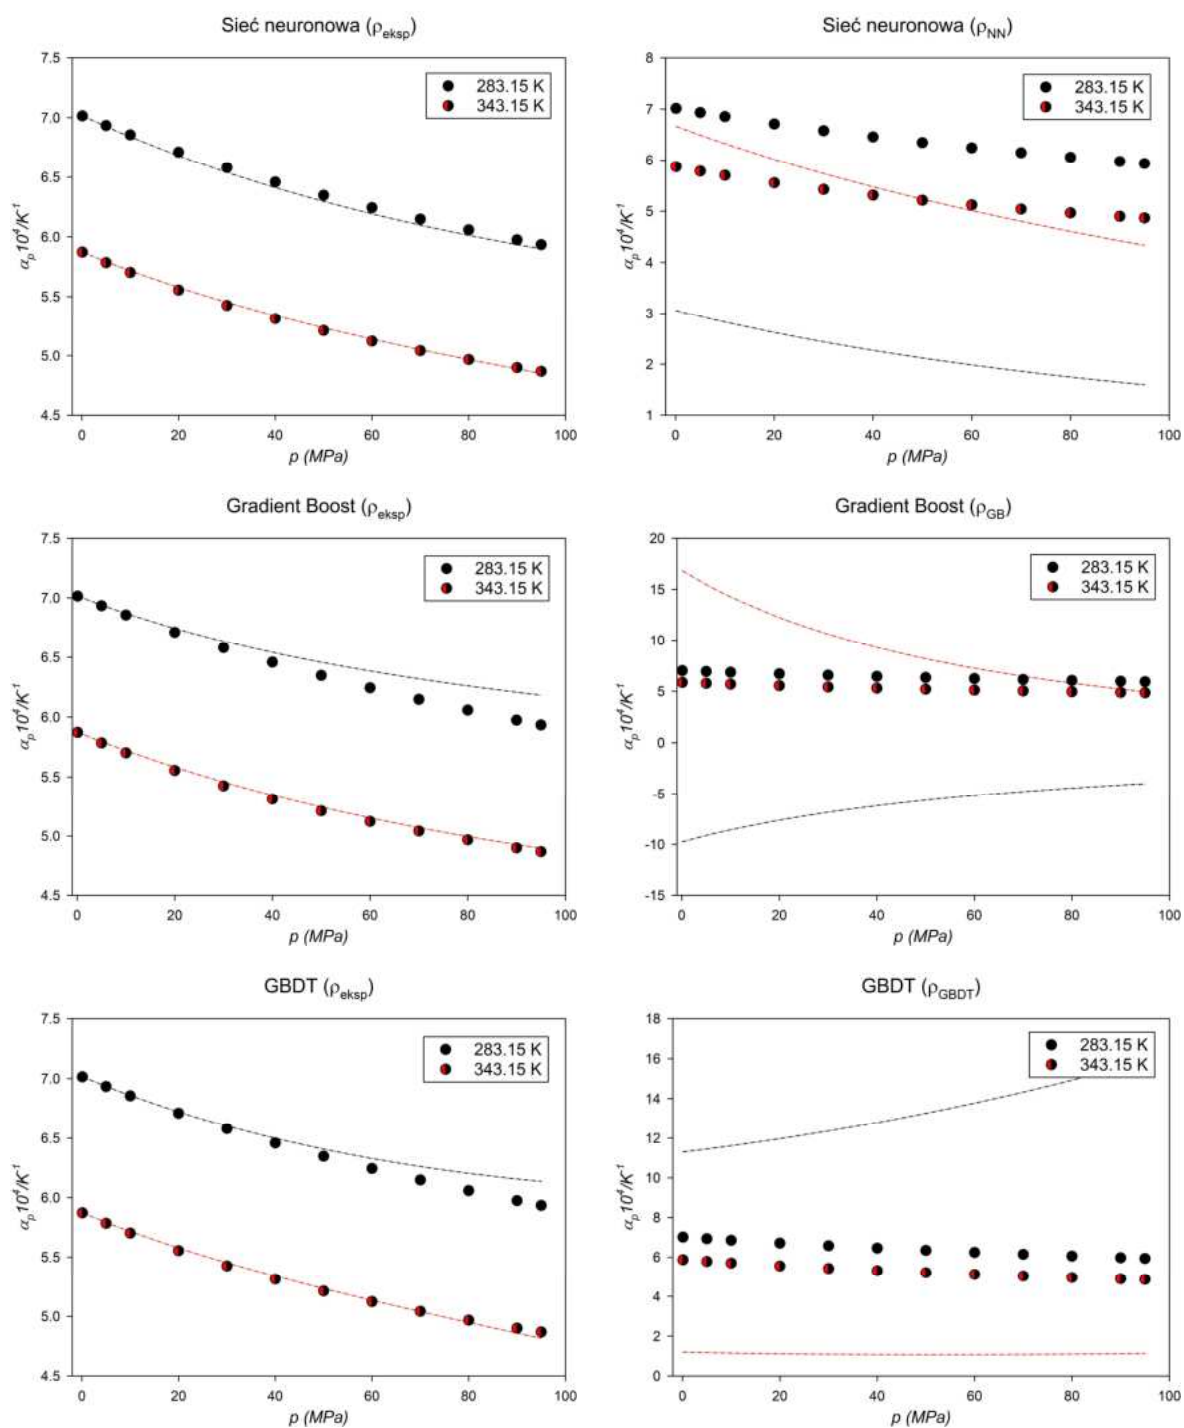 Sieć neuronowa (ρeksp)
7.5
7.0
6.5
6.0
5.5
5.0
4.5
αp10⁴/K⁻¹
283.15 K
343.15 K
0 20 40 60 80 100
p (MPa)
Sieć neuronowa (ρNN)
8
7
6
5
4
3
2
1
αp10⁴/K⁻¹
283.15 K
343.15 K
0 20 40 60 80 100
p (MPa)
Gradient Boost (ρeksp)
7.5
7.0
6.5
6.0
5.5
5.0
4.5
αp10⁴/K⁻¹
283.15 K
343.15 K
0 20 40 60 80 100
p (MPa)
Gradient Boost (ρGB)
20
15
10
5
0
-5
-10
-15
αp10⁴/K⁻¹
283.15 K
343.15 K
0 20 40 60 80 100
p (MPa)
GBDT (ρeksp)
7.5
7.0
6.5
6.0
5.5
5.0
4.5
αp10⁴/K⁻¹
283.15 K
343.15 K
0 20 40 60 80 100
p (MPa)
GBDT (ρGBDT)
18
16
14
12
10
8
6
4
2
0
αp10⁴/K⁻¹
283.15 K
343.15 K
0 20 40 60 80 100
p (MPa)